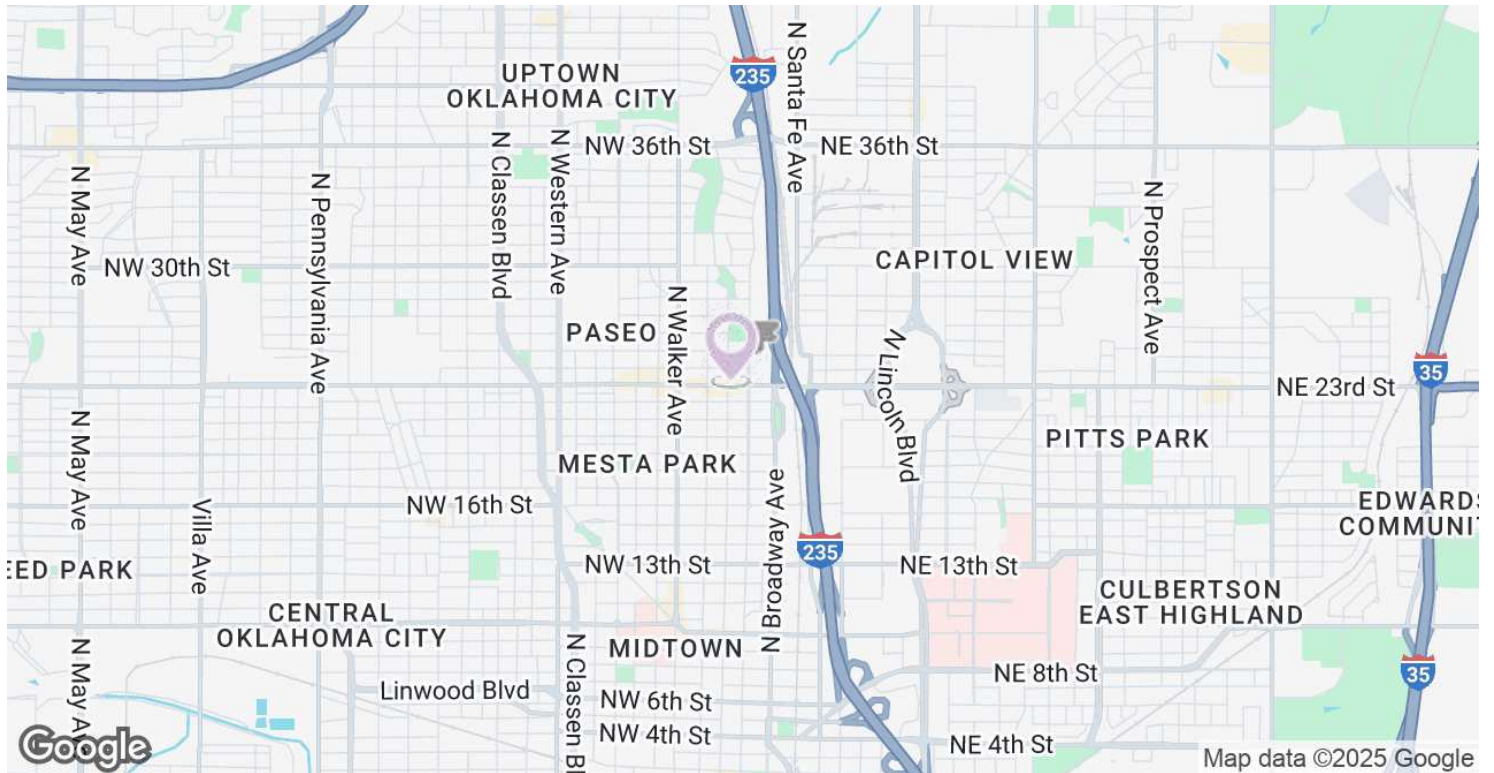 UPTOWN
OKLAHOMA CITY
235
N Santa Fe Ave
NW 36th St
NE 36th St
N May Ave
N Pennsylvania Ave
N Classen Blvd
N Western Ave
N Prospect Ave
NW 30th St
CAPITOL VIEW
N Walker Ave
PASEO
N Lincoln Blvd
35
NE 23rd St
N May Ave
PITTS PARK
MESTA PARK
NW 16th St
Villa Ave
N Broadway Ave
235
NW 13th St
NE 13th St
PARK
CENTRAL
OKLAHOMA CITY
CULBERTSON
EAST HIGHLAND
MIDTOWN
N May Ave
N Classen
NE 8th St
35
Linwood Blvd
NW 6th St
NW 4th St
NE 4th St
Google
Map data ©2025 Google